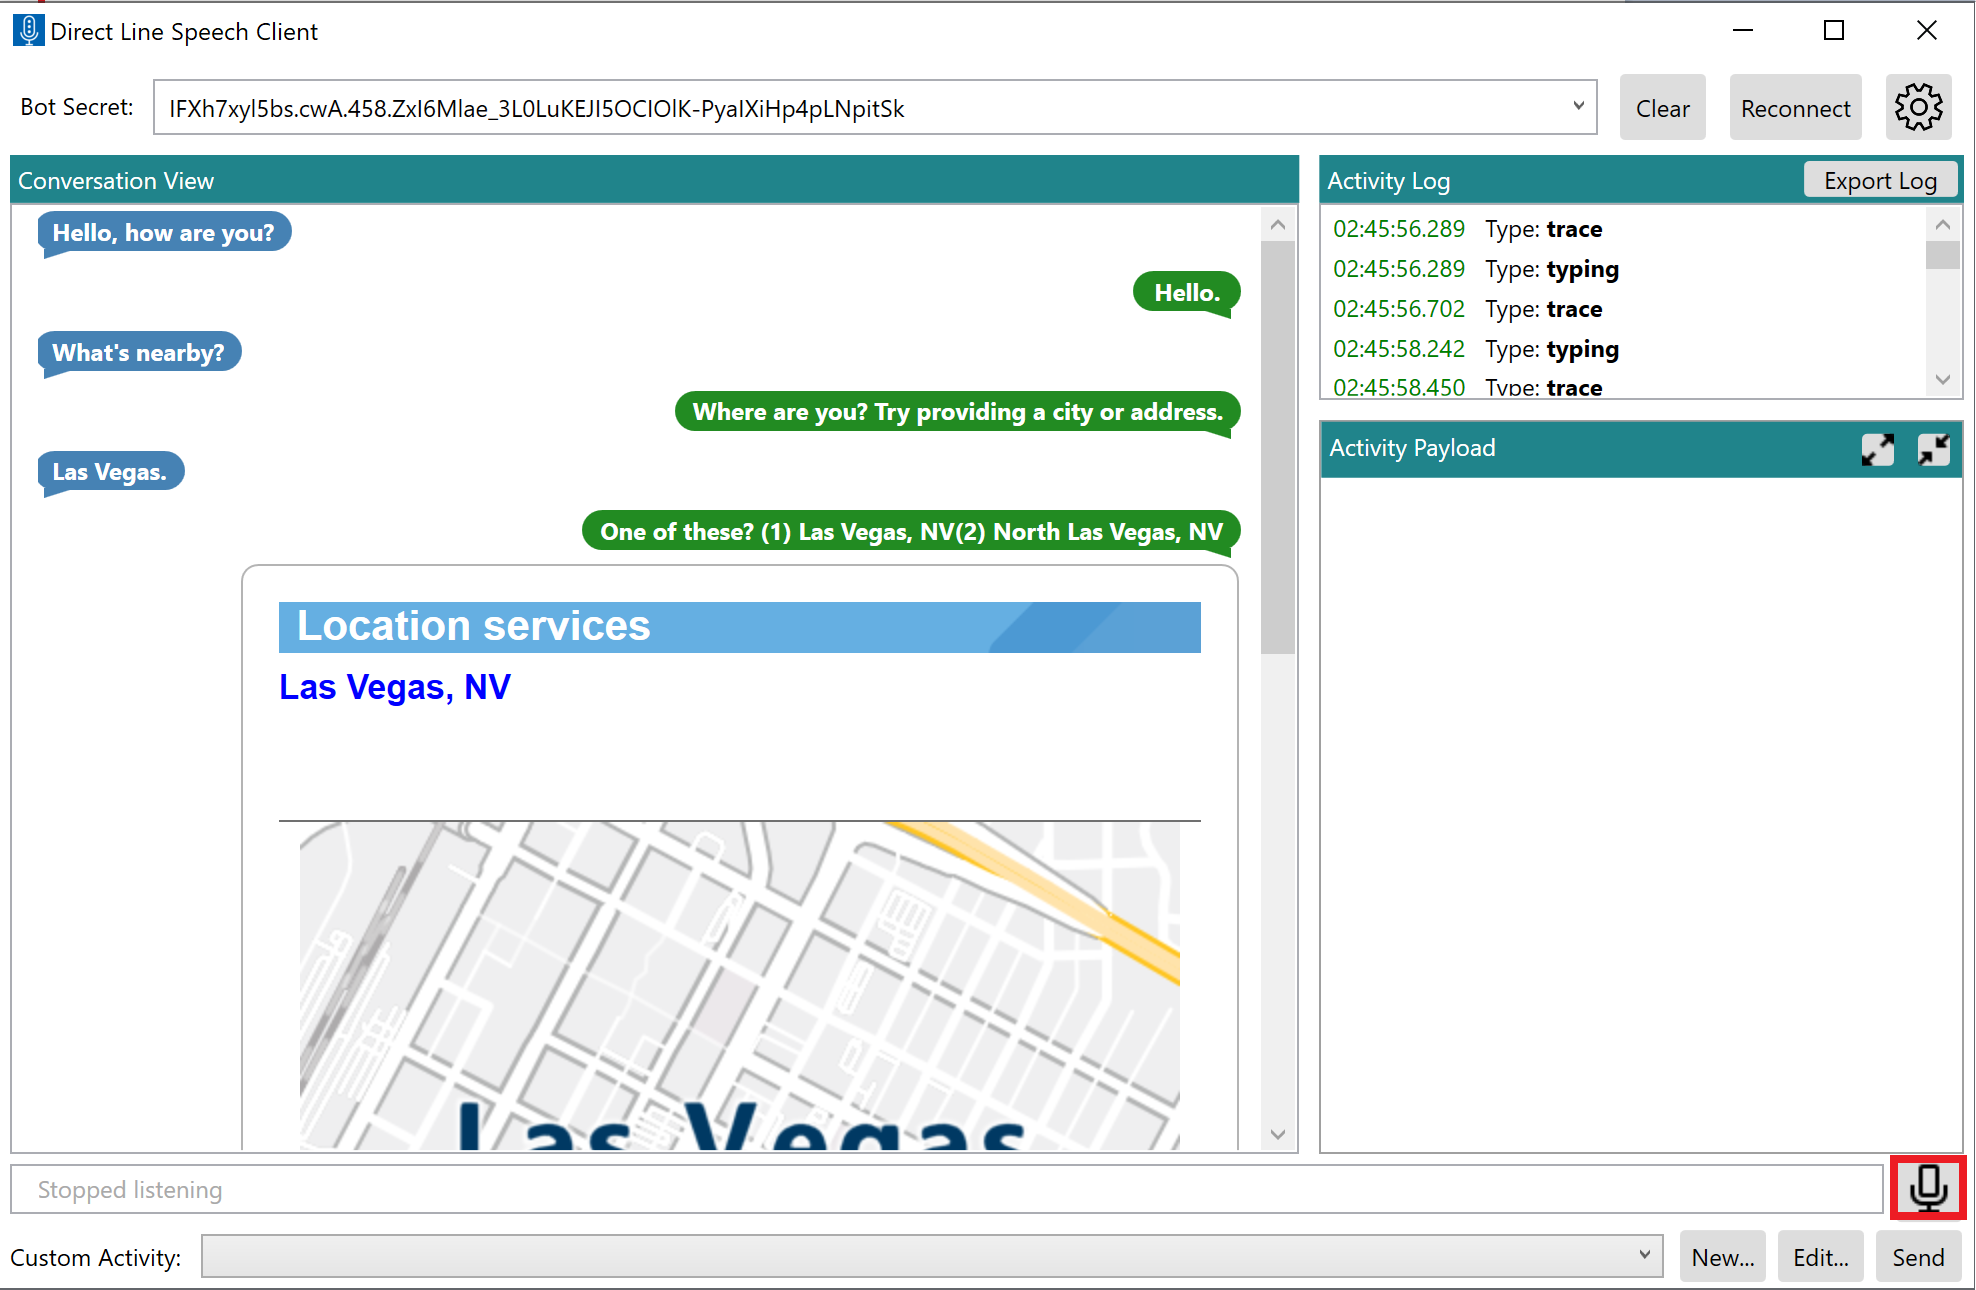 Direct Line Speech Client
Bot Secret:
IFXh7xyl5bs.cwA.458.ZxI6Mlae_3L0LuKEJI5OCIOlK-PyaIXiHp4pLNpitSk
Clear
Reconnect
Conversation View
Hello, how are you?
Hello.
What's nearby?
Where are you? Try providing a city or address.
Las Vegas.
One of these? (1) Las Vegas, NV(2) North Las Vegas, NV
Location services
Las Vegas, NV
Las Vegas
Activity Log
Export Log
02:45:56.289 Type: trace
02:45:56.289 Type: typing
02:45:56.702 Type: trace
02:45:58.242 Type: typing
02:45:58.450 Type: trace
Activity Payload
Stopped listening
Custom Activity:
New...
Edit...
Send